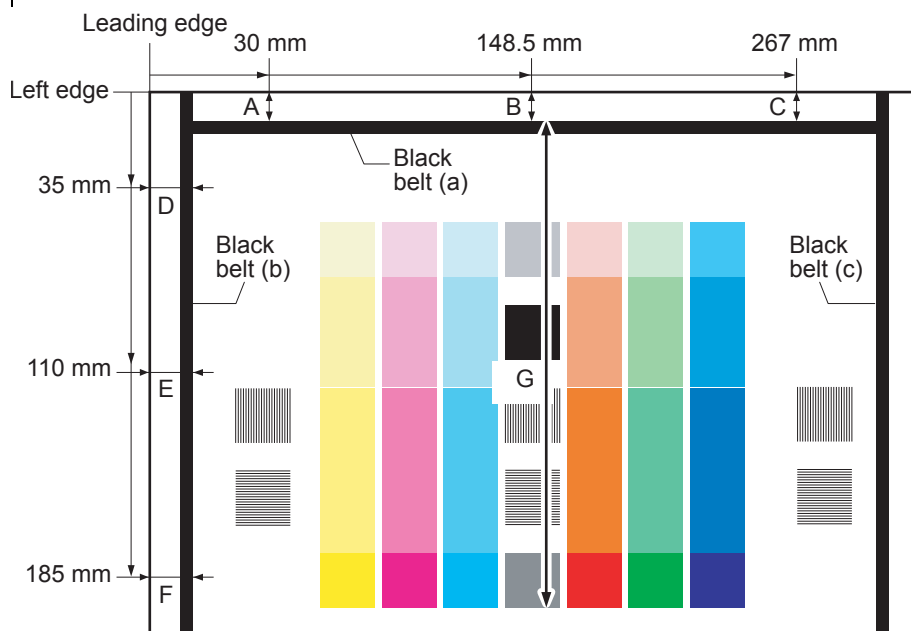 Leading edge
30 mm
148.5 mm
267 mm
Left edge
A
B
C
Black
belt (a)
35 mm
D
Black
belt (b)
Black
belt (c)
110 mm
E
G
185 mm
F